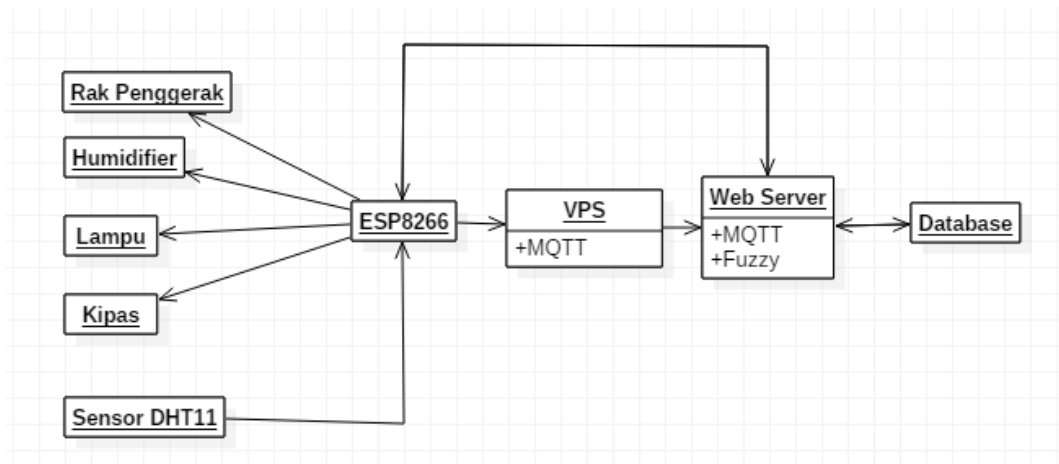 Rak Penggerak
Humidifier
Lampu
Kipas
Sensor DHT11
ESP8266
VPS
+MQTT
Web Server
+MQTT
+Fuzzy
Database